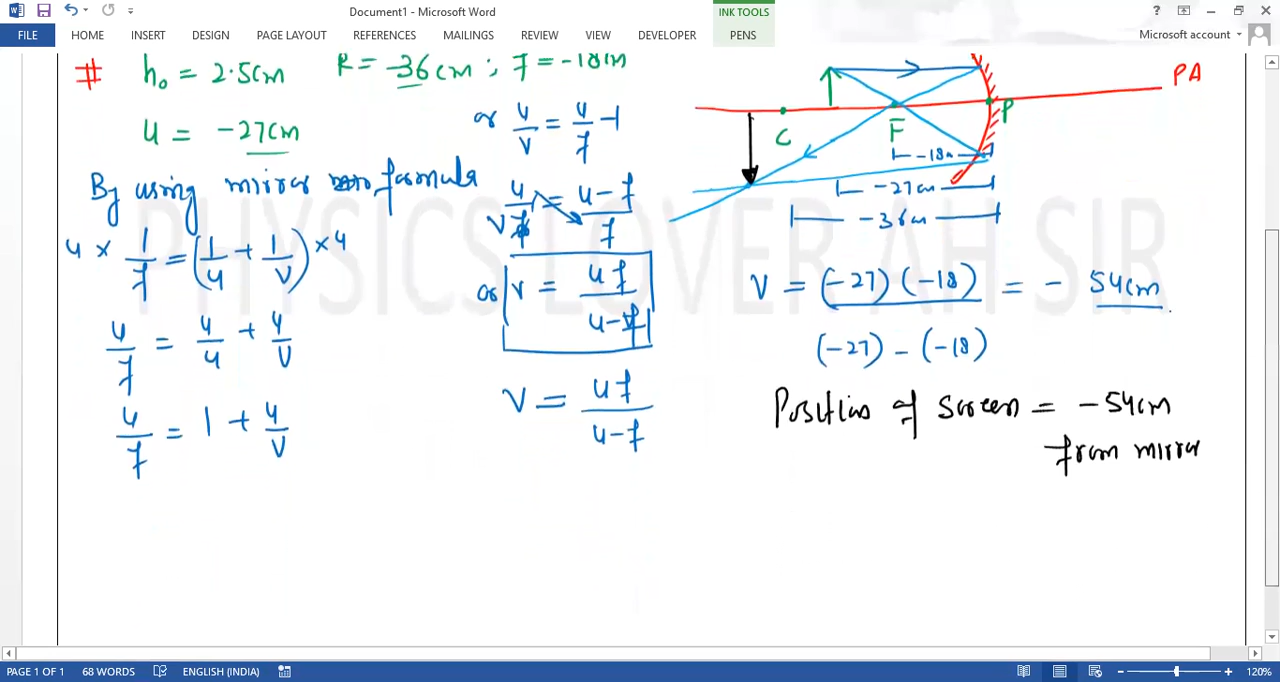 Document1 - Microsoft Word
INK TOOLS
FILE HOME INSERT DESIGN PAGE LAYOUT REFERENCES MAILINGS REVIEW VIEW DEVELOPER PENS
Microsoft account
# h₀ = 2.5cm R = -36cm ; f = -18cm
u = -27cm
By using mirror formula
u × 1/f = (1/u + 1/v) × u
u/f = u/u + u/v
u/f = 1 + u/v
or u/v = u/f - 1
u/v = u-f/f
or v = uf/u-f
v = uf/u-f
PA
C F P
-18cm
-27cm
-36cm
v = (-27)(-18)/(-27) - (-18) = - 54cm
Position of screen = -54cm
from mirror
PHYSICS LOVER AH SIR
PAGE 1 OF 1 68 WORDS ENGLISH (INDIA) 120%